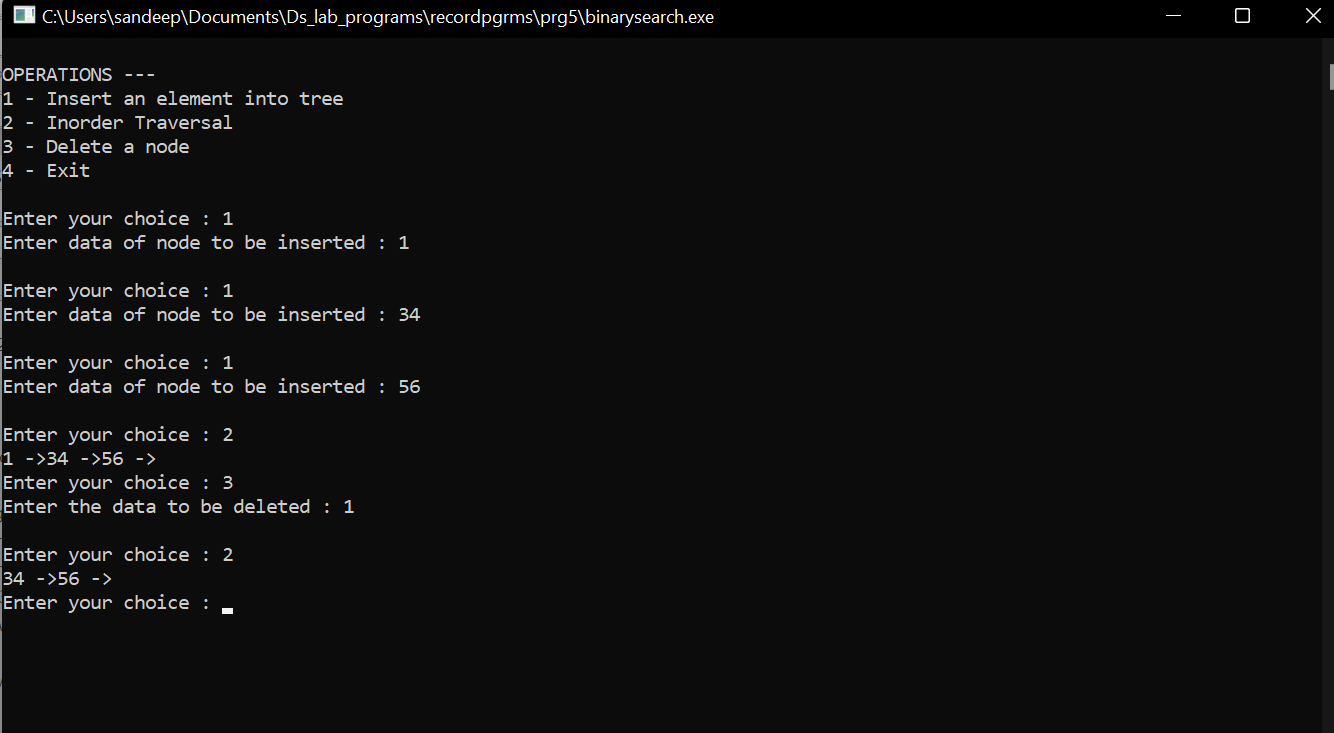 C:\Users\sandeep\Documents\Ds_lab_programs\recordpgrms\prg5\binarysearch.exe
OPERATIONS ---
1 - Insert an element into tree
2 - Inorder Traversal
3 - Delete a node
4 - Exit
Enter your choice : 1
Enter data of node to be inserted : 1
Enter your choice : 1
Enter data of node to be inserted : 34
Enter your choice : 1
Enter data of node to be inserted : 56
Enter your choice : 2
1 ->34 ->56 ->
Enter your choice : 3
Enter the data to be deleted : 1
Enter your choice : 2
34 ->56 ->
Enter your choice :